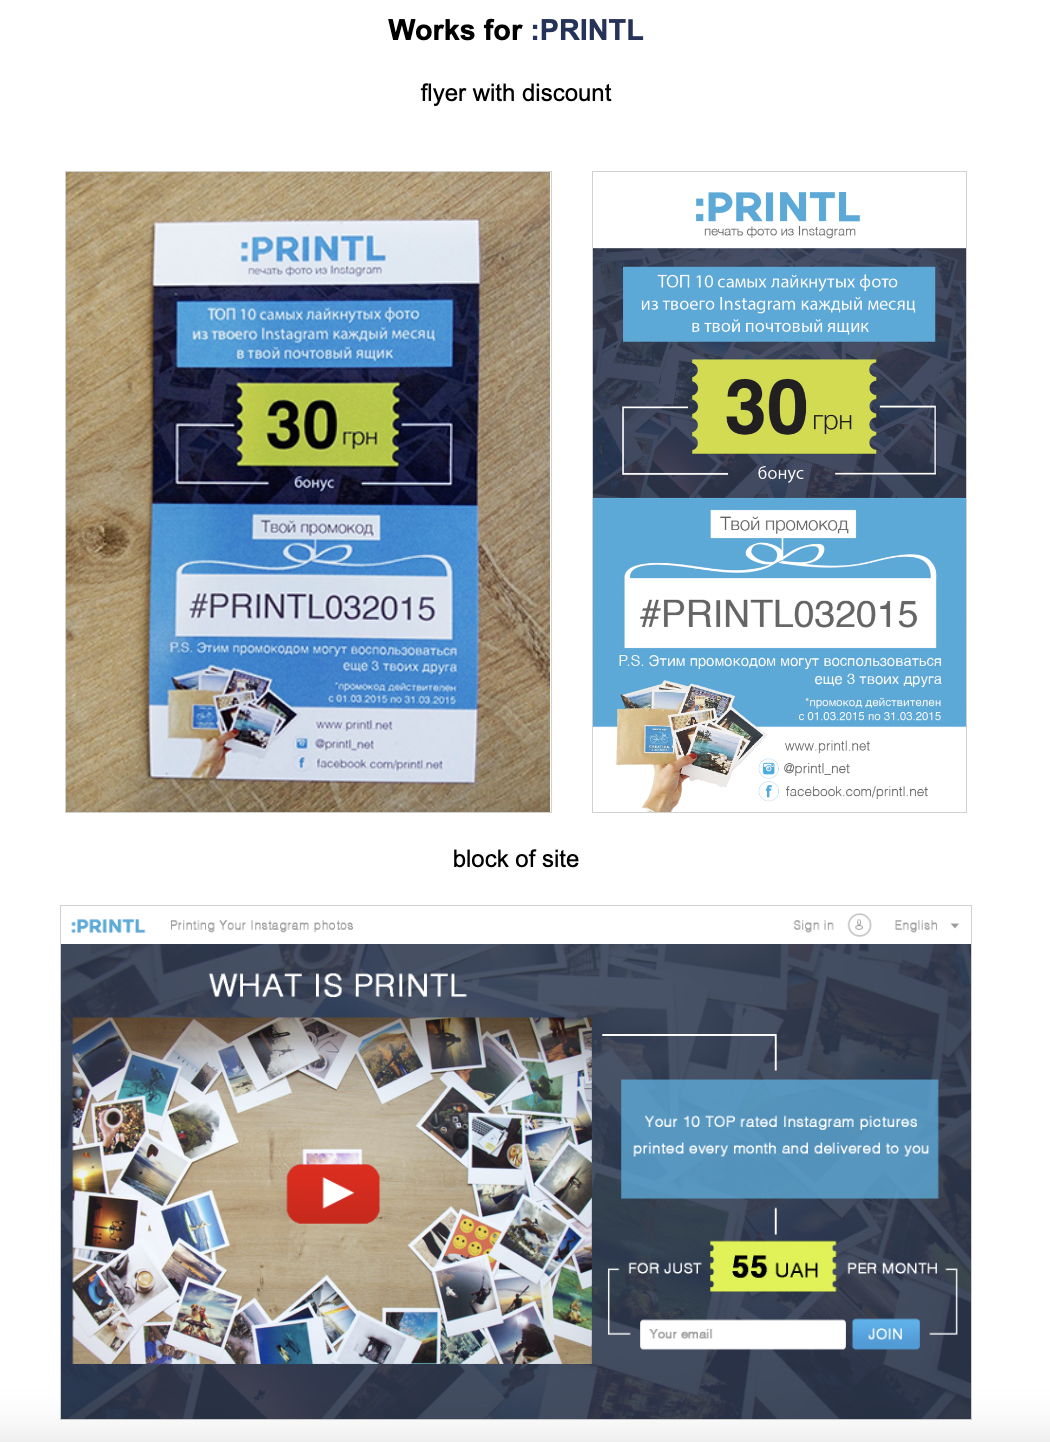 Works for :PRINTL
flyer with discount
:PRINTL
печать фото из Instagram
ТОП 10 самых лайкнутых фото
из твоего Instagram каждый месяц
в твой почтовый ящик
30 грн
бонус
Твой промокод
#PRINTL032015
P.S. Этим промокодом могут воспользоваться
еще 3 твоих друга
*промокод действителен
с 01.03.2015 по 31.03.2015
www.printl.net
@printl_net
facebook.com/printl.net
:PRINTL
печать фото из Instagram
ТОП 10 самых лайкнутых фото
из твоего Instagram каждый месяц
в твой почтовый ящик
30 грн
бонус
Твой промокод
#PRINTL032015
P.S. Этим промокодом могут воспользоваться
еще 3 твоих друга
*промокод действителен
с 01.03.2015 по 31.03.2015
www.printl.net
@printl_net
facebook.com/printl.net
block of site
:PRINTL Printing Your Instagram photos Sign in English
WHAT IS PRINTL
Your 10 TOP rated Instagram pictures
printed every month and delivered to you
FOR JUST 55 UAH PER MONTH
Your email JOIN